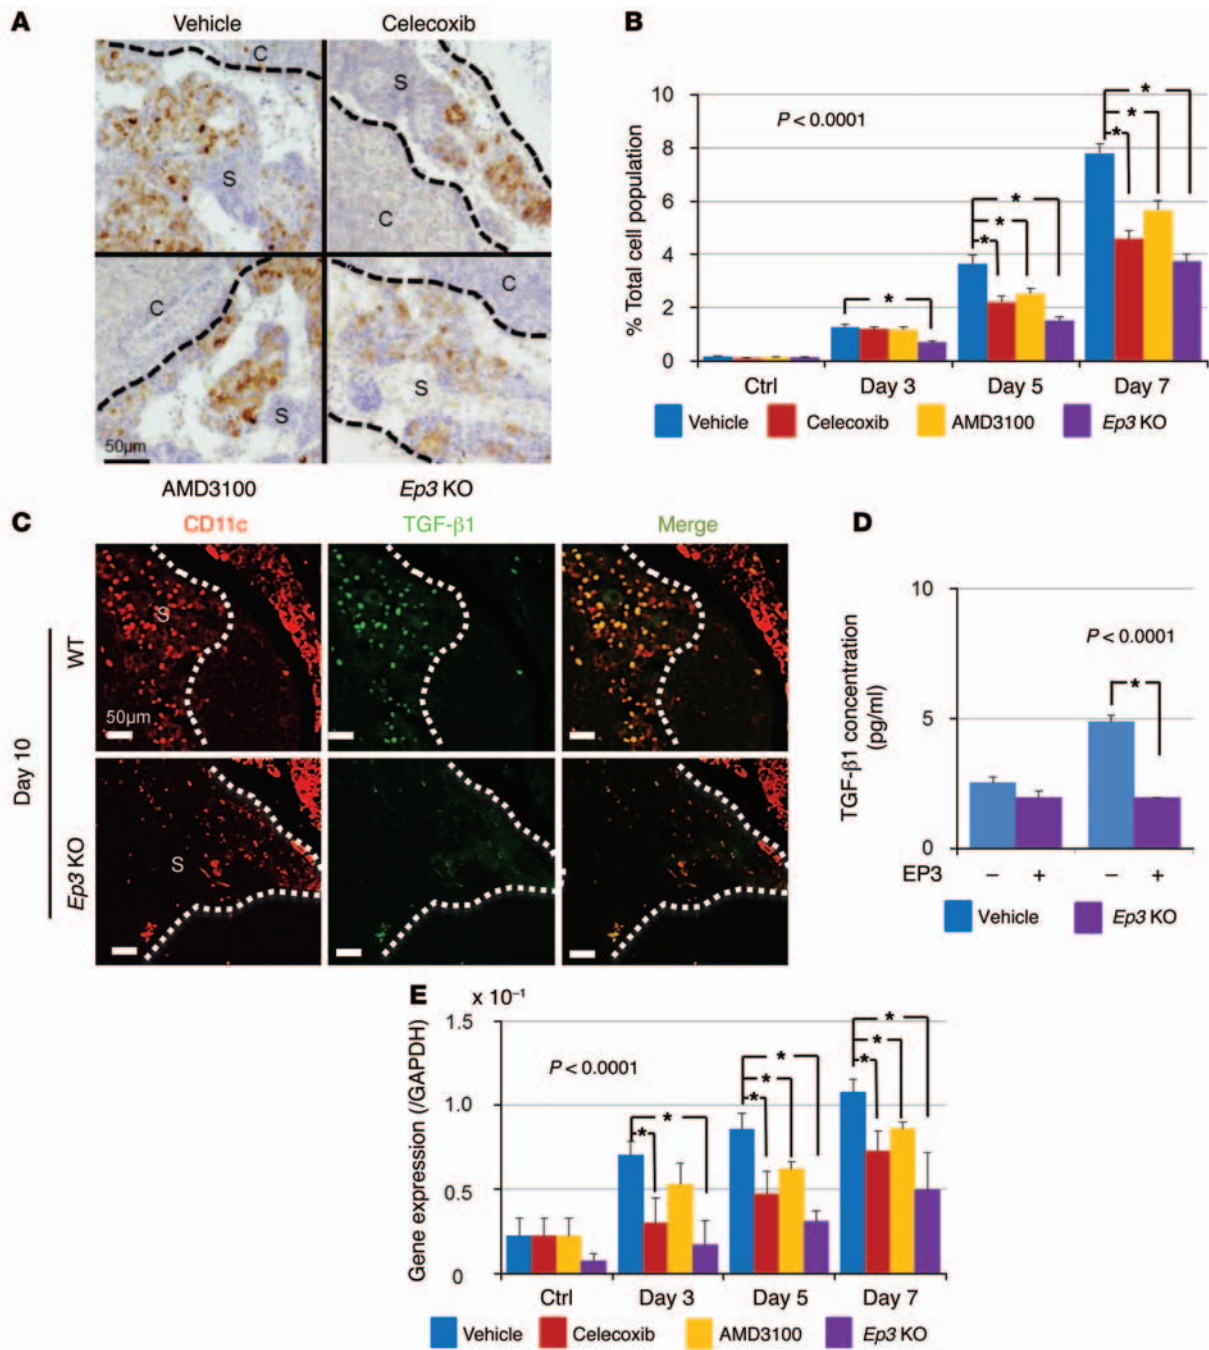 A
Vehicle
Celecoxib
C
S
S
C
C
C
S
S
50μm
AMD3100
Ep3 KO
B
% Total cell population
10
8
6
4
2
0
P < 0.0001
*
*
*
*
*
*
*
Ctrl
Day 3
Day 5
Day 7
Vehicle
Celecoxib
AMD3100
Ep3 KO
C
CD11c
TGF-β1
Merge
Day 10
WT
Ep3 KO
S
50μm
S
D
TGF-β1 concentration
(pg/ml)
10
5
0
P < 0.0001
*
EP3
– + – +
Vehicle
Ep3 KO
E
x 10⁻¹
Gene expression (/GAPDH)
1.5
1.0
0.5
0
P < 0.0001
*
*
*
*
*
*
*
*
Ctrl
Day 3
Day 5
Day 7
Vehicle
Celecoxib
AMD3100
Ep3 KO